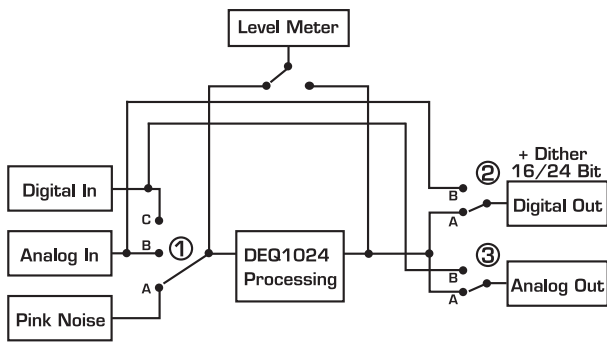 Level Meter
+ Dither
② 16/24 Bit
Digital In
B
Digital Out
C
A
Analog In
B
①
DEQ1024
Processing
③
B
Analog Out
A
A
Pink Noise